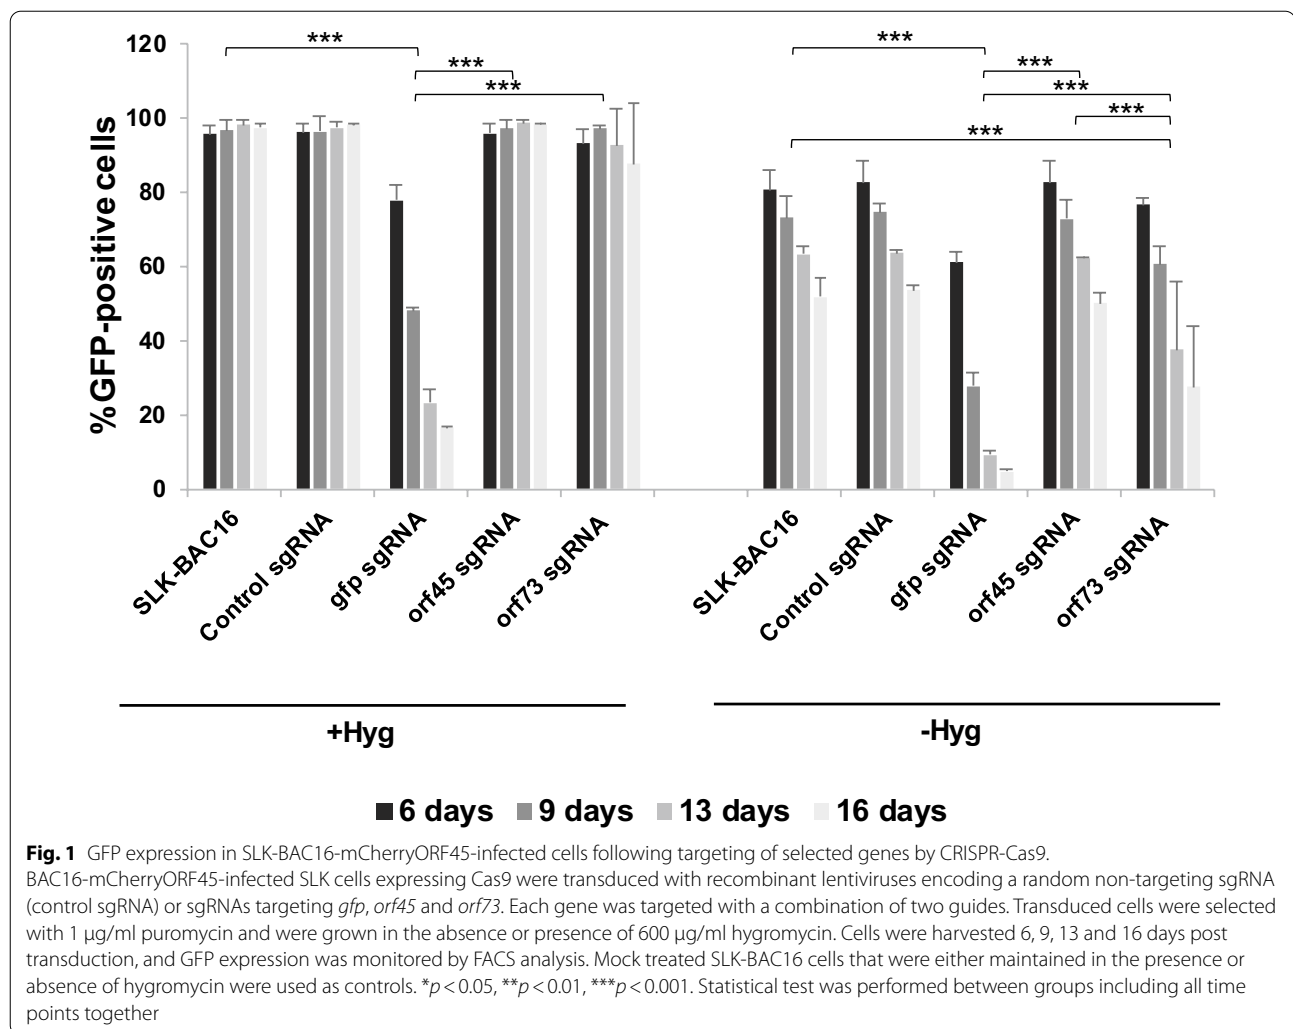 120
100
80
60
40
20
0
%GFP-positive cells
***
***
***
***
***
***
***
***
SLK-BAC16
Control sgRNA
gfp sgRNA
orf45 sgRNA
orf73 sgRNA
SLK-BAC16
Control sgRNA
gfp sgRNA
orf45 sgRNA
orf73 sgRNA
+Hyg
-Hyg
6 days 9 days 13 days 16 days
Fig. 1 GFP expression in SLK-BAC16-mCherryORF45-infected cells following targeting of selected genes by CRISPR-Cas9.
BAC16-mCherryORF45-infected SLK cells expressing Cas9 were transduced with recombinant lentiviruses encoding a random non-targeting sgRNA
(control sgRNA) or sgRNAs targeting gfp, orf45 and orf73. Each gene was targeted with a combination of two guides. Transduced cells were selected
with 1 µg/ml puromycin and were grown in the absence or presence of 600 µg/ml hygromycin. Cells were harvested 6, 9, 13 and 16 days post
transduction, and GFP expression was monitored by FACS analysis. Mock treated SLK-BAC16 cells that were either maintained in the presence or
absence of hygromycin were used as controls. *p < 0.05, **p < 0.01, ***p < 0.001. Statistical test was performed between groups including all time
points together